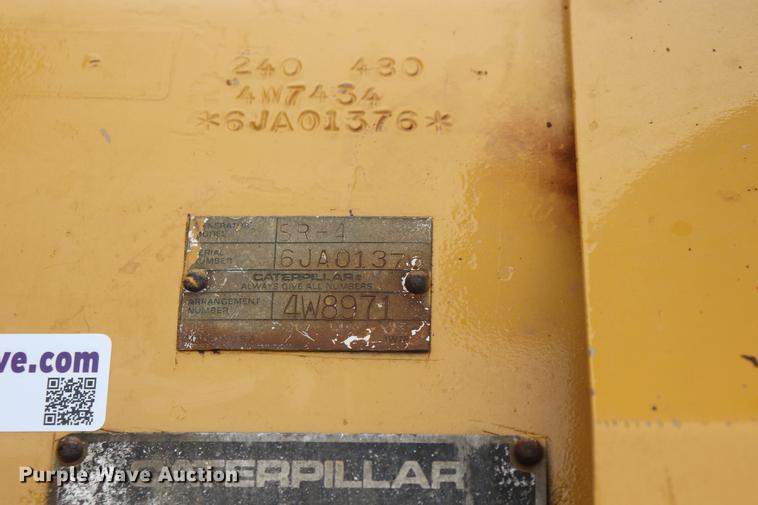 240 480
4W7434
*6JA01376*
GENERATOR MODEL SR-4
SERIAL NUMBER 6JA01376
CATERPILLAR
ALWAYS GIVE ALL NUMBERS
ARRANGEMENT NUMBER 4W8971
ve.com
CATERPILLAR
Purple Wave Auction